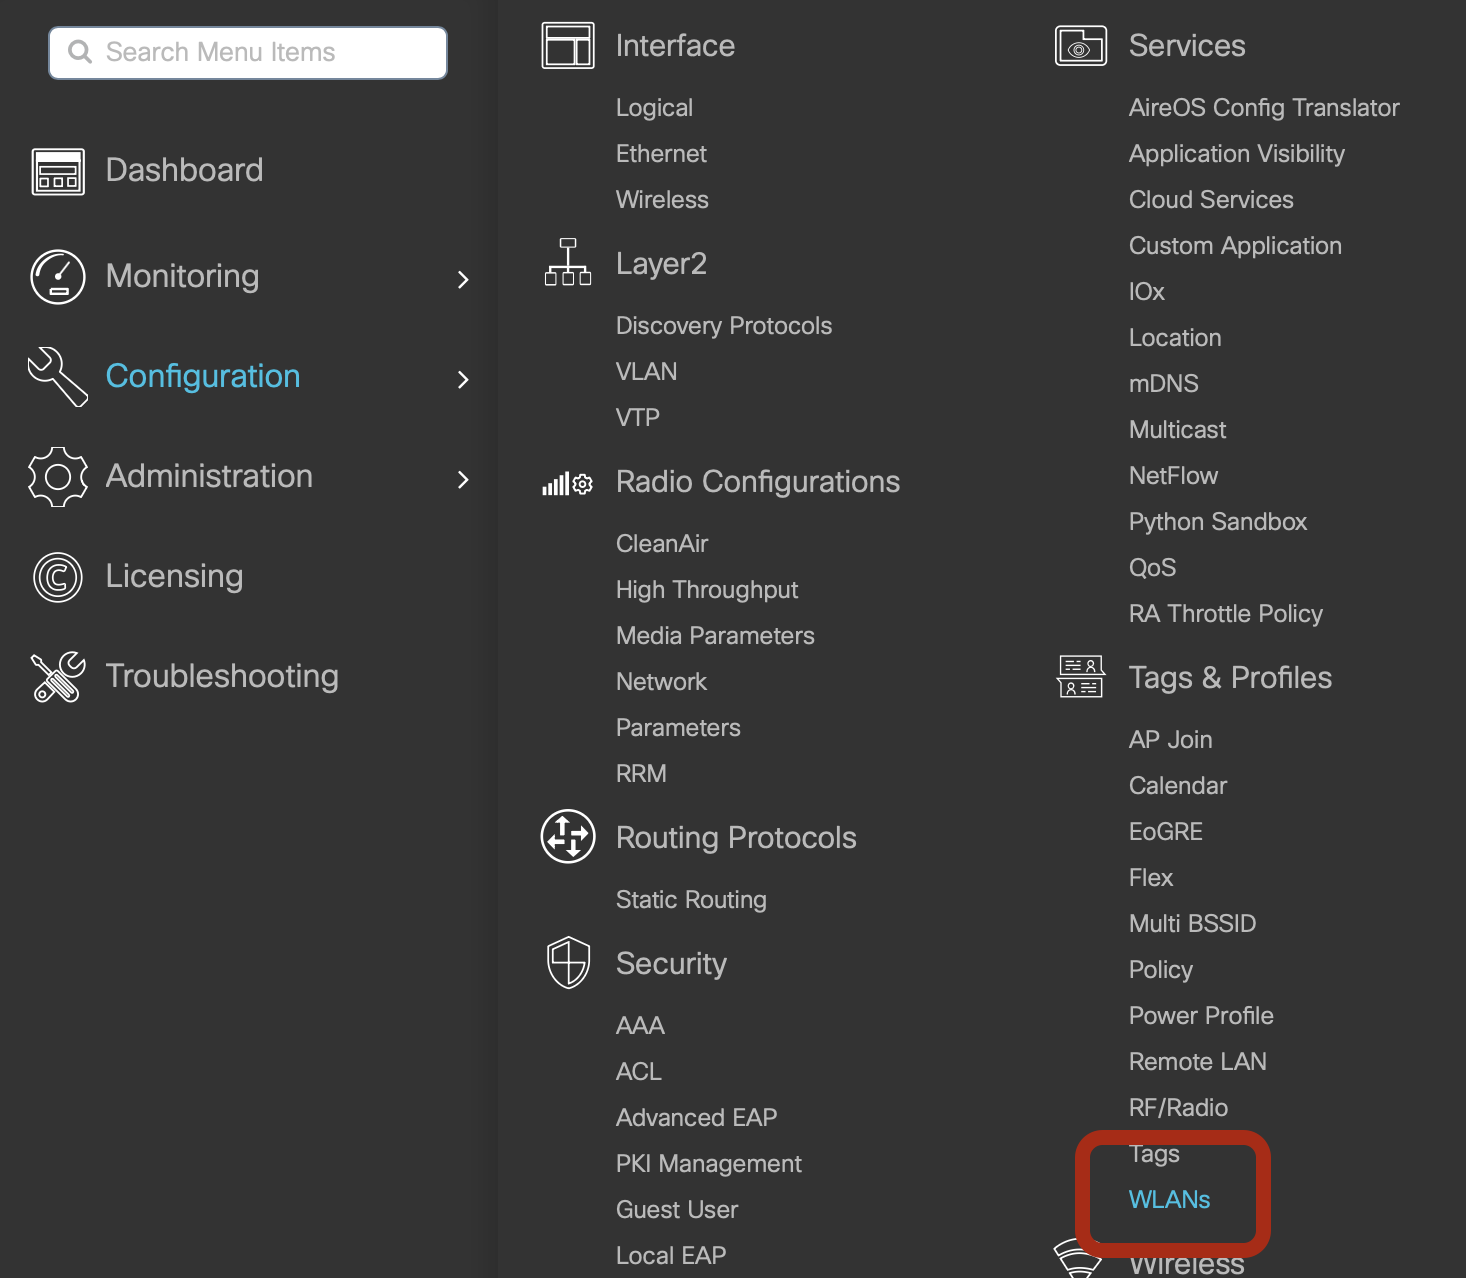 Search Menu Items
Dashboard
Monitoring
Configuration
Administration
Licensing
Troubleshooting
Interface
Logical
Ethernet
Wireless
Layer2
Discovery Protocols
VLAN
VTP
Radio Configurations
CleanAir
High Throughput
Media Parameters
Network
Parameters
RRM
Routing Protocols
Static Routing
Security
AAA
ACL
Advanced EAP
PKI Management
Guest User
Local EAP
Services
AireOS Config Translator
Application Visibility
Cloud Services
Custom Application
IOx
Location
mDNS
Multicast
NetFlow
Python Sandbox
QoS
RA Throttle Policy
Tags & Profiles
AP Join
Calendar
EoGRE
Flex
Multi BSSID
Policy
Power Profile
Remote LAN
RF/Radio
Tags
WLANs
Wireless